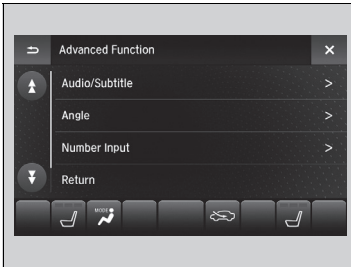 Advanced Function
Audio/Subtitle
Angle
Number Input
Return
MODE